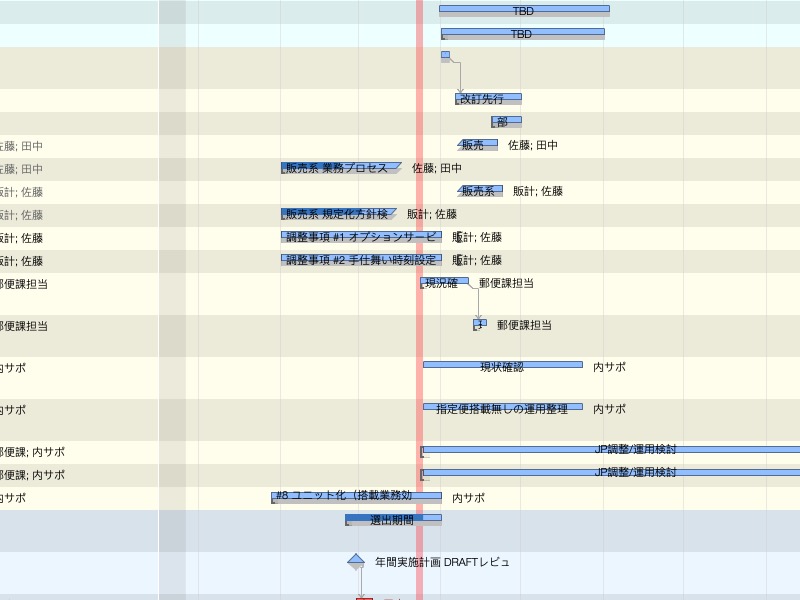 TBD
TBD
改訂先行
部
佐藤; 田中 販売 佐藤; 田中
佐藤; 田中 販売系 業務プロセス 佐藤; 田中
販計; 佐藤 販売系 販計; 佐藤
販計; 佐藤 販売系 規定化方針検 販計; 佐藤
販計; 佐藤 調整事項 #1 オプションサービ 販計; 佐藤
販計; 佐藤 調整事項 #2 手仕舞い時刻設定 販計; 佐藤
郵便課担当 現況確 郵便課担当
郵便課担当 郵便課担当
内サポ 現状確認 内サポ
内サポ 指定便搭載無しの運用整理 内サポ
郵便課; 内サポ JP調整/運用検討
郵便課; 内サポ JP調整/運用検討
内サポ #8 ユニット化（搭載業務効 内サポ
選出期間
年間実施計画 DRAFTレビュ